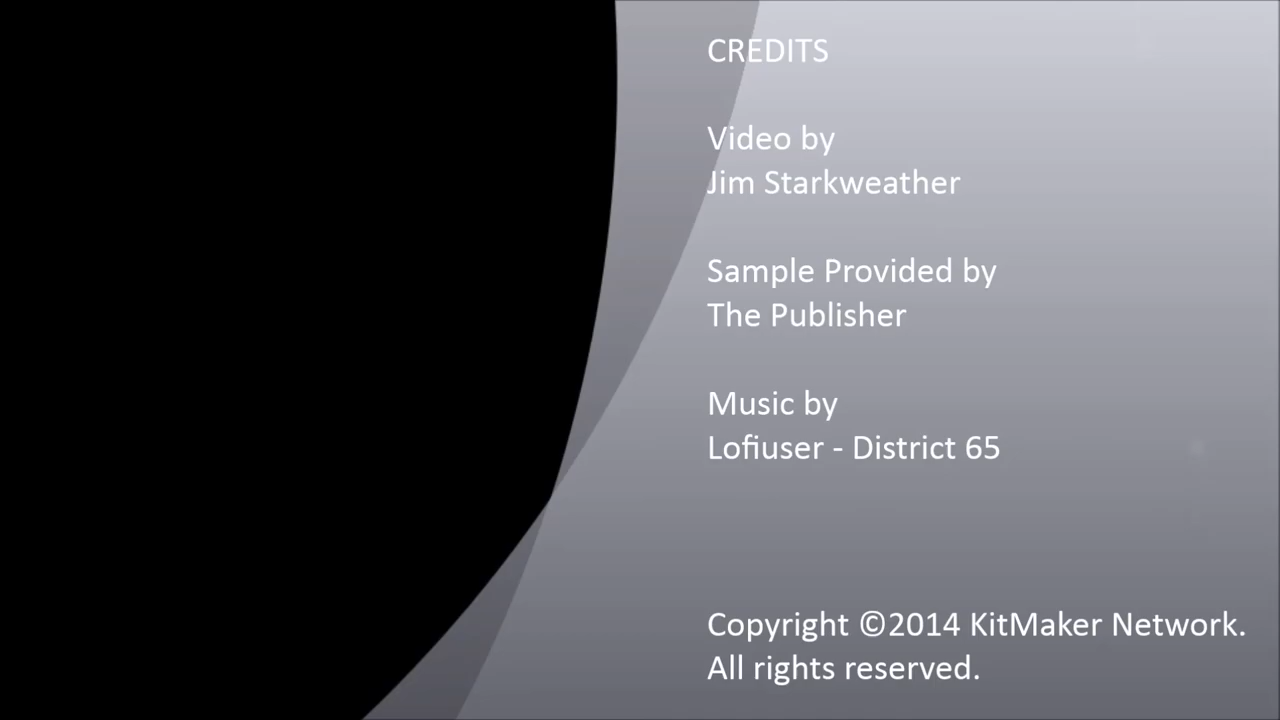 CREDITS
Video by
Jim Starkweather
Sample Provided by
The Publisher
Music by
Lofiuser - District 65
Copyright ©2014 KitMaker Network.
All rights reserved.